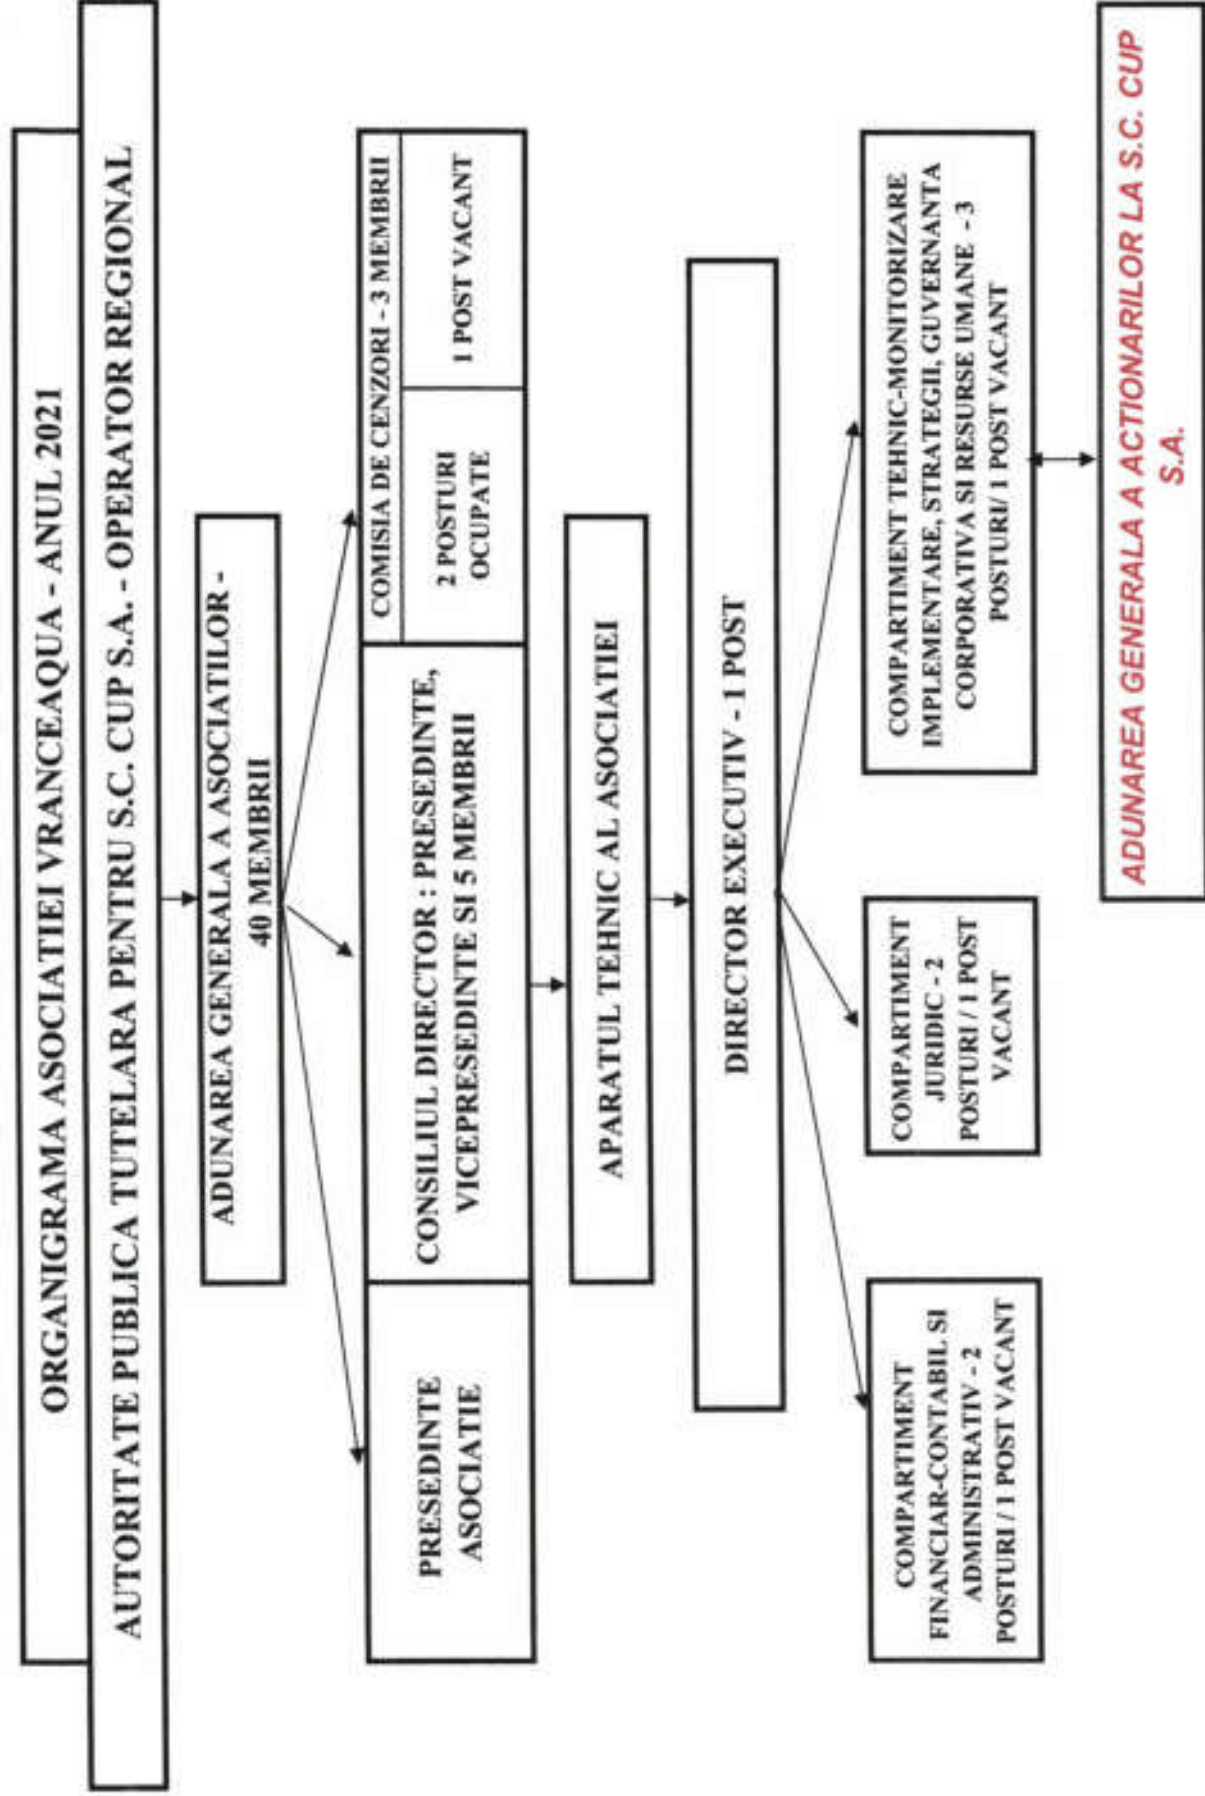 ORGANIGRAMA ASOCIATIEI VRANCEAQUA - ANUL 2021
AUTORITATE PUBLICA TUTELARA PENTRU S.C. CUP S.A. - OPERATOR REGIONAL
ADUNAREA GENERALA A ASOCIATILOR -
40 MEMBRII
PRESEDINTE
ASOCIATIE
CONSILIUL DIRECTOR : PRESEDINTE,
VICEPRESEDINTE SI 5 MEMBRII
COMISIA DE CENZORI - 3 MEMBRII
2 POSTURI
OCUPATE
1 POST VACANT
APARATUL TEHNIC AL ASOCIATIEI
DIRECTOR EXECUTIV - 1 POST
COMPARTIMENT
FINANCIAR-CONTABIL SI
ADMINISTRATIV - 2
POSTURI / 1 POST VACANT
COMPARTIMENT
JURIDIC - 2
POSTURI / 1 POST
VACANT
COMPARTIMENT TEHNIC-MONITORIZARE
IMPLEMENTARE, STRATEGII, GUVERNANTA
CORPORATIVA SI RESURSE UMANE - 3
POSTURI/ 1 POST VACANT
ADUNAREA GENERALA A ACTIONARILOR LA S.C. CUP
S.A.